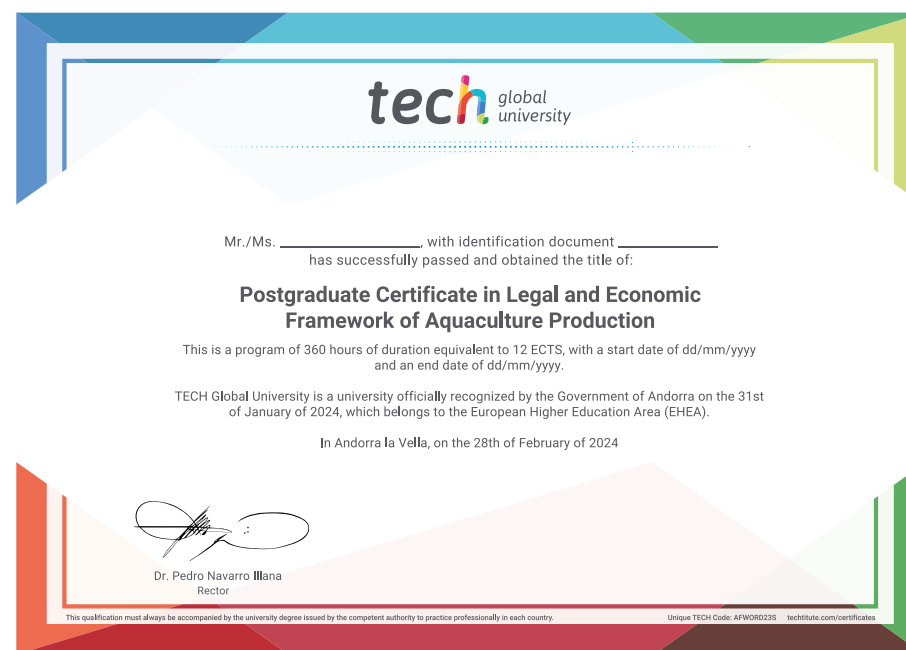 tech global
university
Mr./Ms. ____________, with identification document ____________
has successfully passed and obtained the title of:
Postgraduate Certificate in Legal and Economic
Framework of Aquaculture Production
This is a program of 360 hours of duration equivalent to 12 ECTS, with a start date of dd/mm/yyyy
and an end date of dd/mm/yyyy.
TECH Global University is a university officially recognized by the Government of Andorra on the 31st
of January of 2024, which belongs to the European Higher Education Area (EHEA).
In Andorra la Vella, on the 28th of February of 2024
Dr. Pedro Navarro Illana
Rector
This qualification must always be accompanied by the university degree issued by the competent authority to practice professionally in each country.
Unique TECH Code: AFWORD23S techtitute.com/certificates